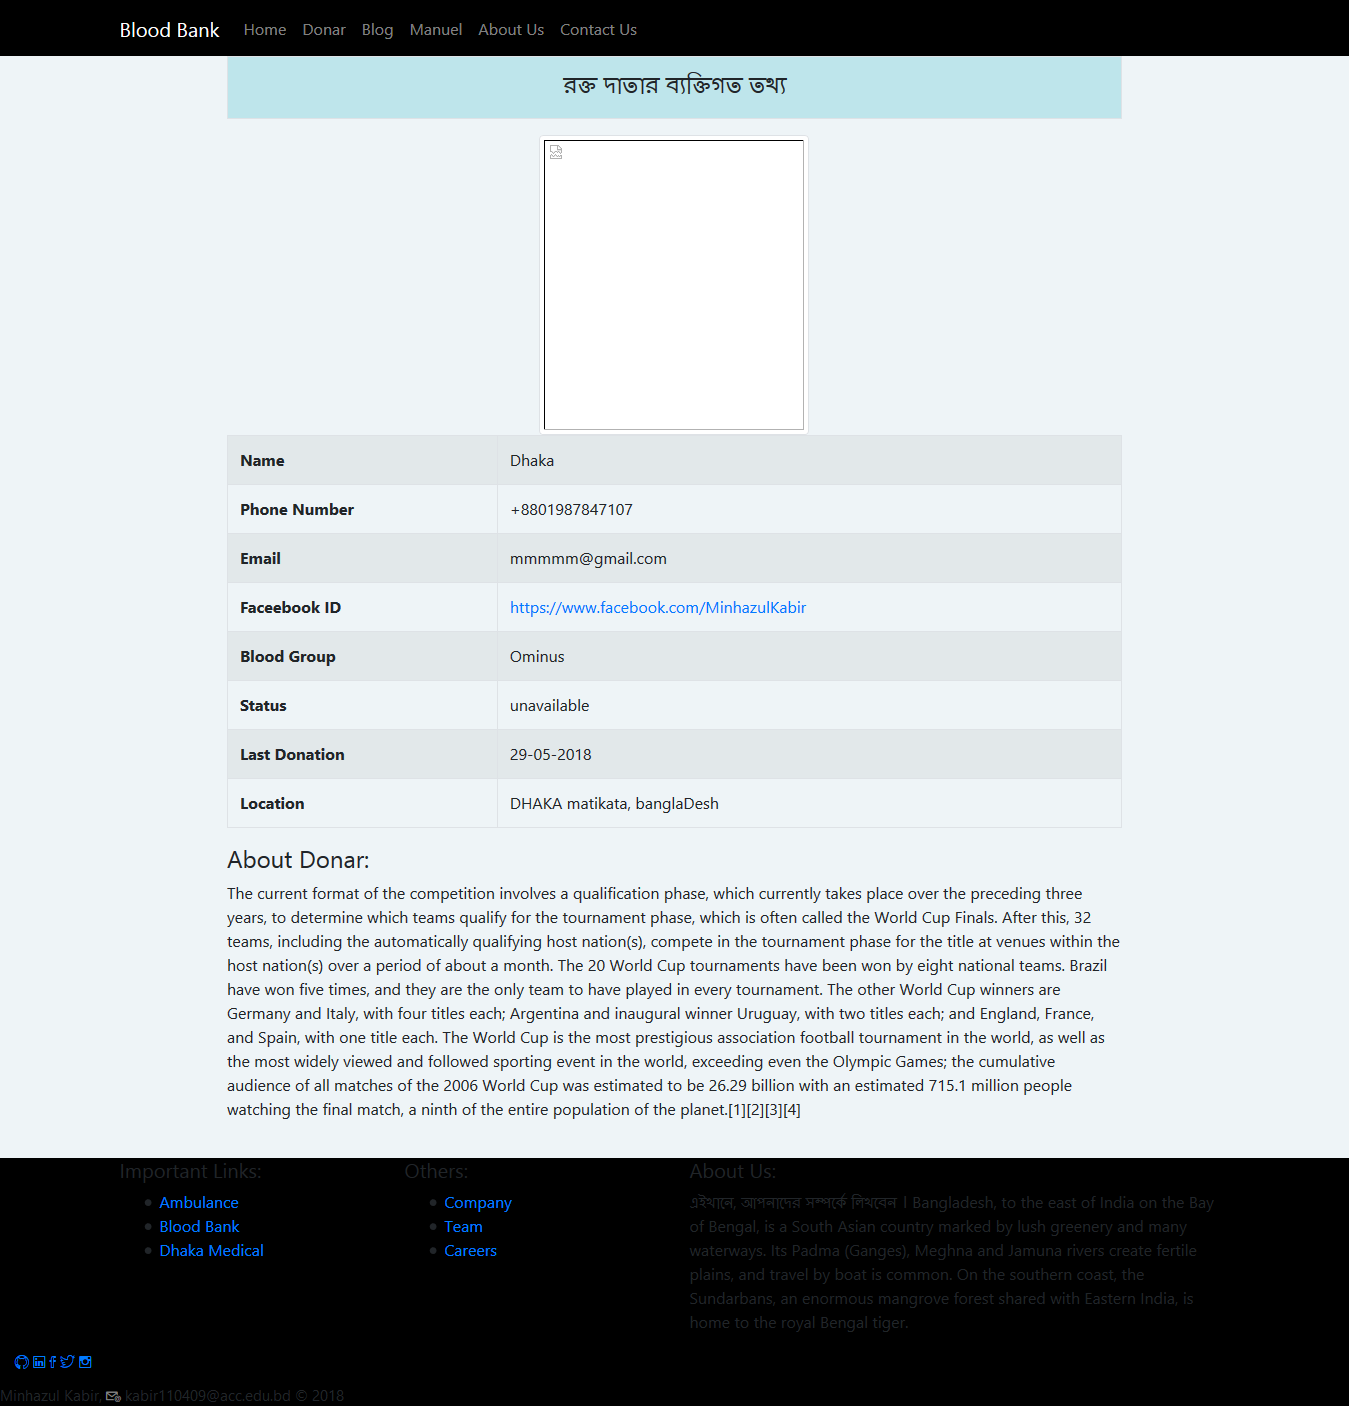 Blood Bank Home Donar Blog Manuel About Us Contact Us
রক্ত দাতার ব্যক্তিগত তথ্য
Name Dhaka
Phone Number +8801987847107
Email mmmmm@gmail.com
Faceebook ID https://www.facebook.com/MinhazulKabir
Blood Group Ominus
Status unavailable
Last Donation 29-05-2018
Location DHAKA matikata, banglaDesh
About Donar:
The current format of the competition involves a qualification phase, which currently takes place over the preceding three
years, to determine which teams qualify for the tournament phase, which is often called the World Cup Finals. After this, 32
teams, including the automatically qualifying host nation(s), compete in the tournament phase for the title at venues within the
host nation(s) over a period of about a month. The 20 World Cup tournaments have been won by eight national teams. Brazil
have won five times, and they are the only team to have played in every tournament. The other World Cup winners are
Germany and Italy, with four titles each; Argentina and inaugural winner Uruguay, with two titles each; and England, France,
and Spain, with one title each. The World Cup is the most prestigious association football tournament in the world, as well as
the most widely viewed and followed sporting event in the world, exceeding even the Olympic Games; the cumulative
audience of all matches of the 2006 World Cup was estimated to be 26.29 billion with an estimated 715.1 million people
watching the final match, a ninth of the entire population of the planet.[1][2][3][4]
Important Links:
Ambulance
Blood Bank
Dhaka Medical
Others:
Company
Team
Careers
About Us:
এইখানে, আপনাদের সম্পর্কে লিখবেন । Bangladesh, to the east of India on the Bay
of Bengal, is a South Asian country marked by lush greenery and many
waterways. Its Padma (Ganges), Meghna and Jamuna rivers create fertile
plains, and travel by boat is common. On the southern coast, the
Sundarbans, an enormous mangrove forest shared with Eastern India, is
home to the royal Bengal tiger.
Minhazul Kabir, kabir110409@acc.edu.bd © 2018